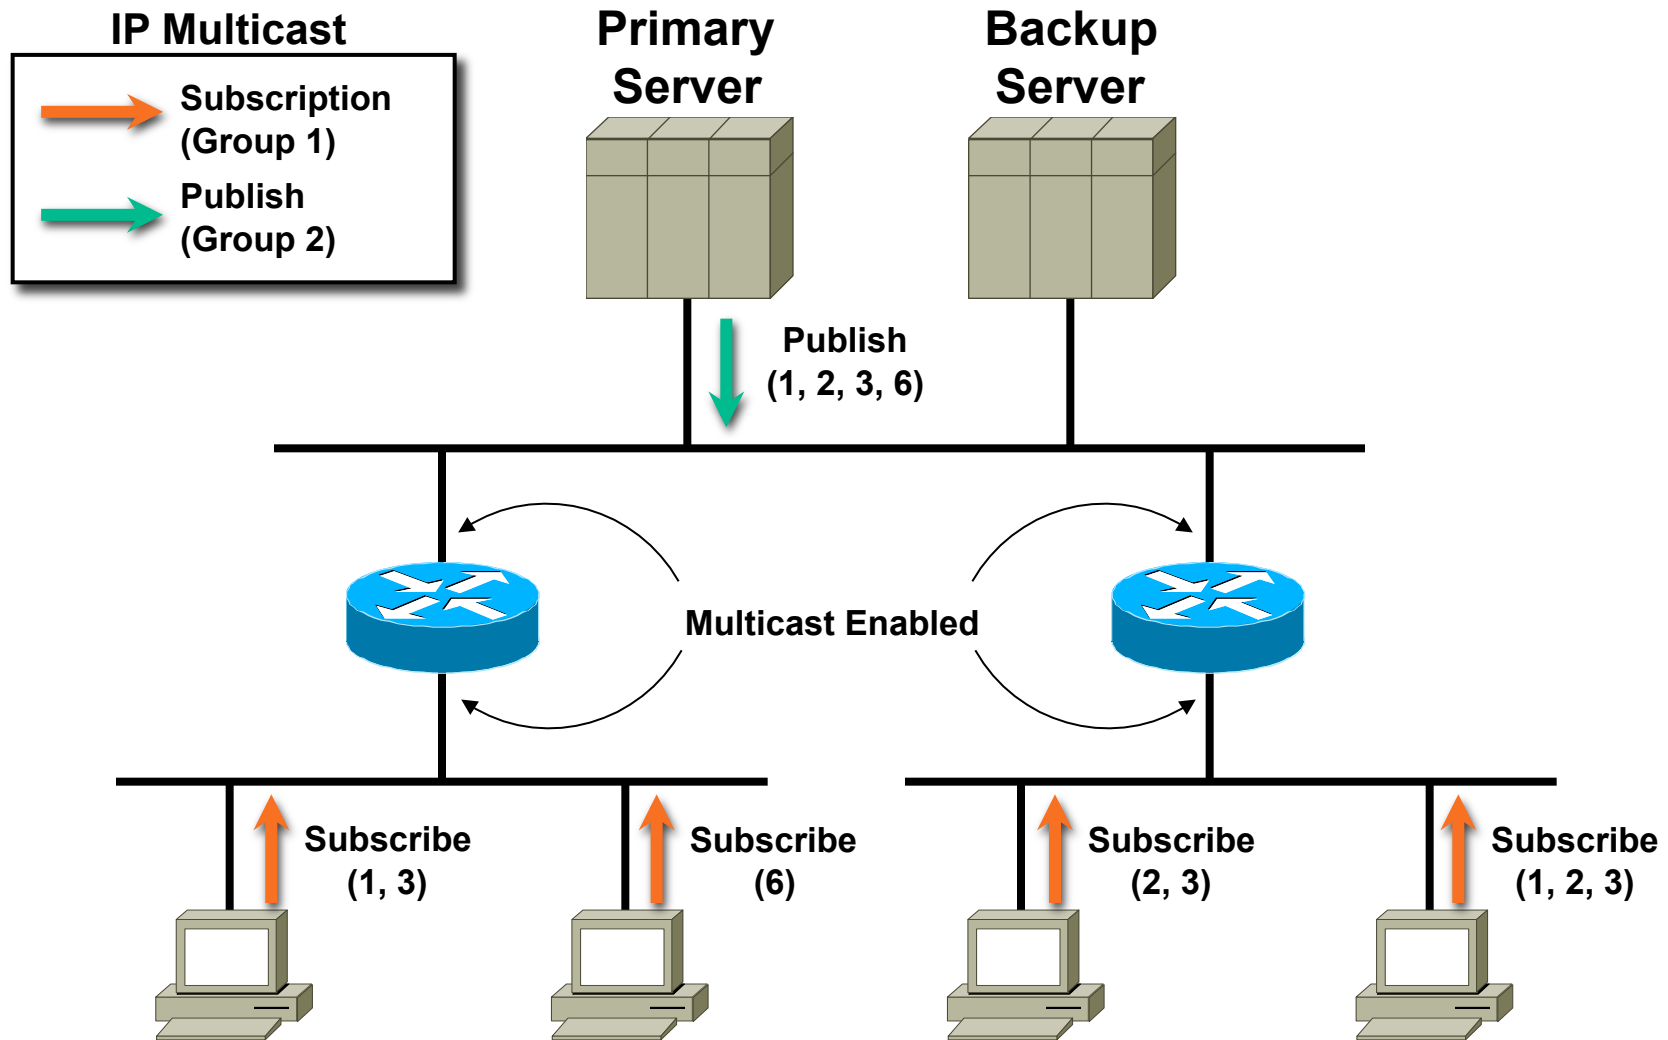 IP Multicast
Subscription
(Group 1)
Publish
(Group 2)
Primary
Server
Backup
Server
Publish
(1, 2, 3, 6)
Multicast Enabled
Subscribe
(1, 3)
Subscribe
(6)
Subscribe
(2, 3)
Subscribe
(1, 2, 3)